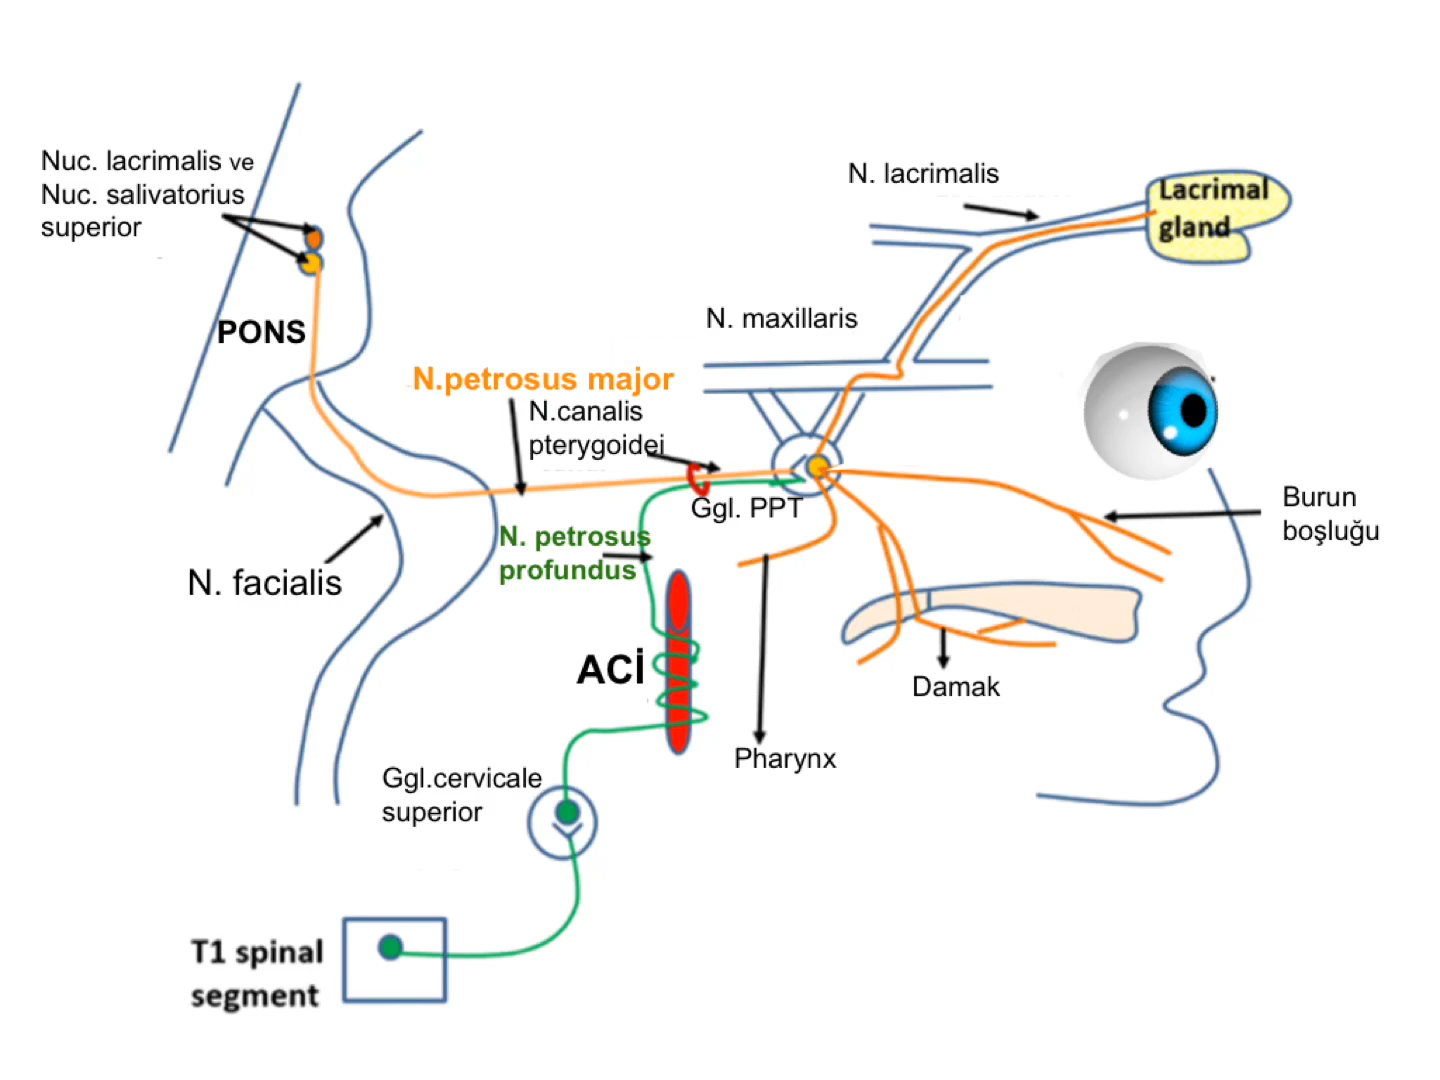 Nuc. lacrimalis ve
Nuc. salivatorius
superior
PONS
N. lacrimalis
Lacrimal
gland
N. maxillaris
N.petrosus major
N.canalis
pterygoidei
Ggl. PPT
N. petrosus
profundus
N. facialis
Burun
boşluğu
ACİ
Damak
Pharynx
Ggl.cervicale
superior
T1 spinal
segment